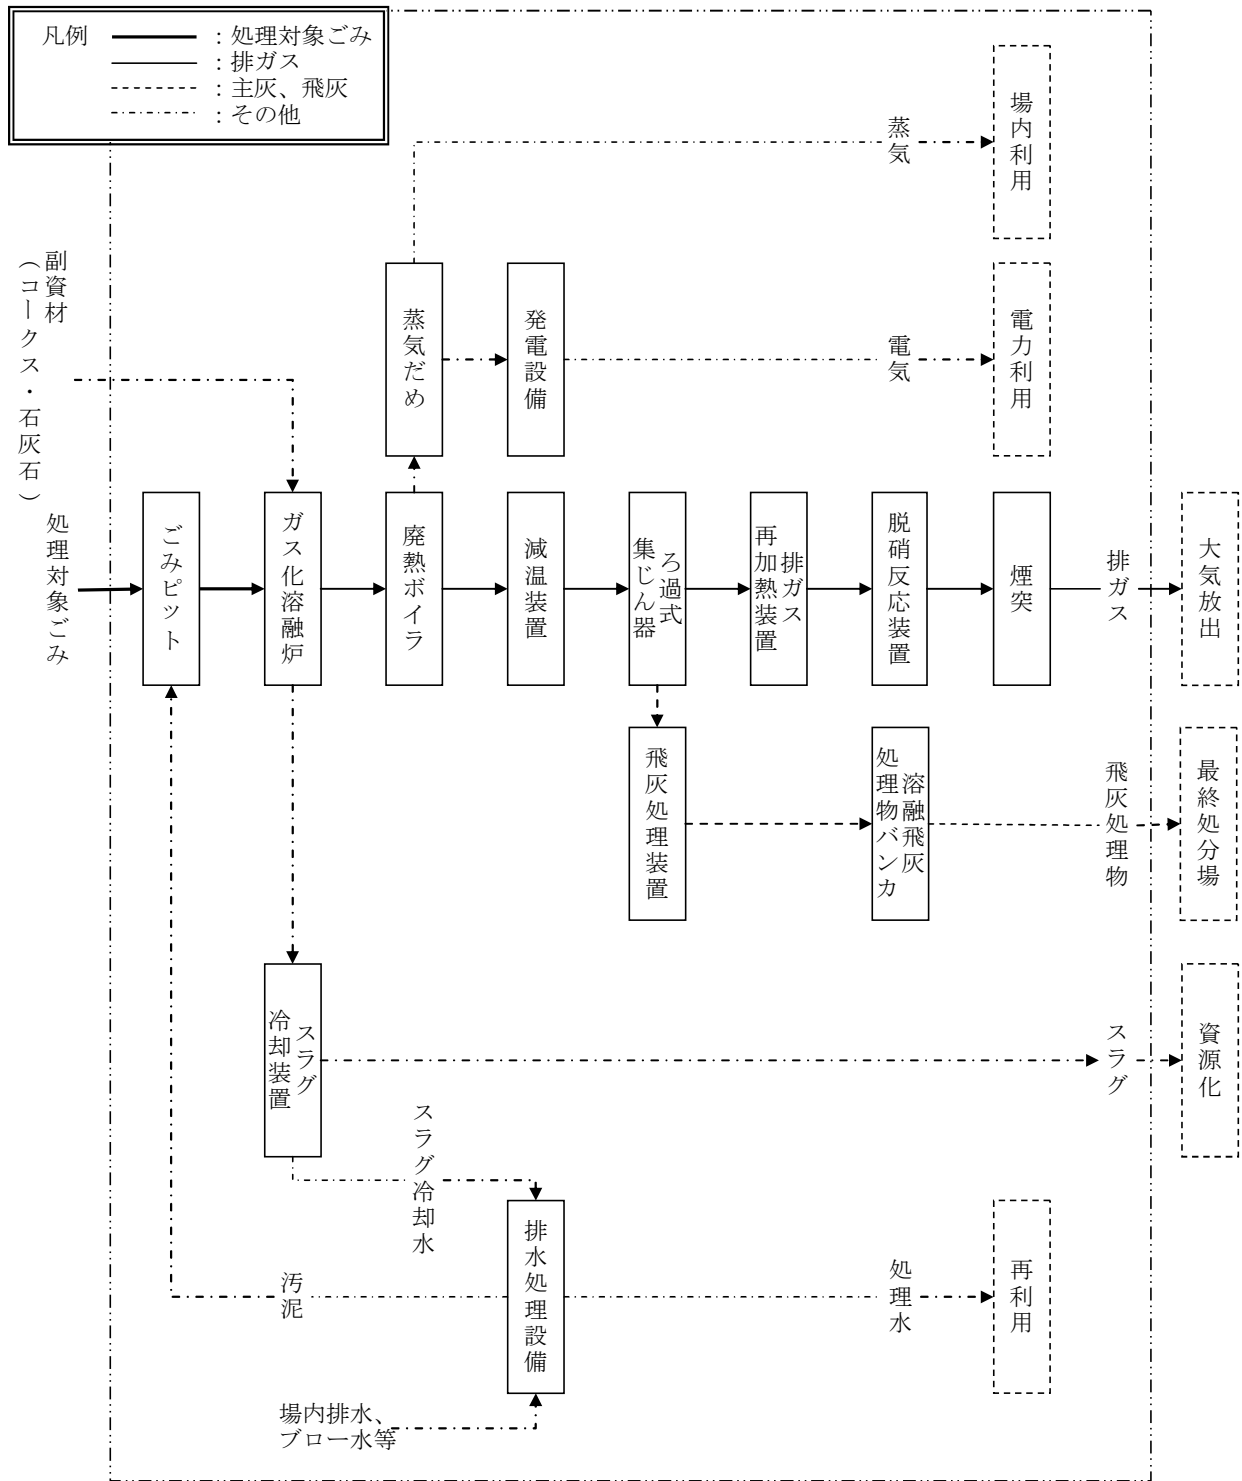 凡例
：処理対象ごみ
：排ガス
：主灰、飛灰
：その他
蒸気
場内利用
副資材
（コークス・石灰石）
蒸気だめ
発電設備
電気
電力利用
処理対象ごみ
ごみピット
ガス化溶融炉
廃熱ボイラ
減温装置
ろ過式
集じん器
排ガス
再加熱装置
脱硝反応装置
煙突
排ガス
大気放出
飛灰処理装置
溶融飛灰
処理物バンカ
飛灰処理物
最終処分場
スラグ
冷却装置
スラグ
資源化
スラグ冷却水
排水処理設備
汚泥
処理水
再利用
場内排水、
ブロー水等